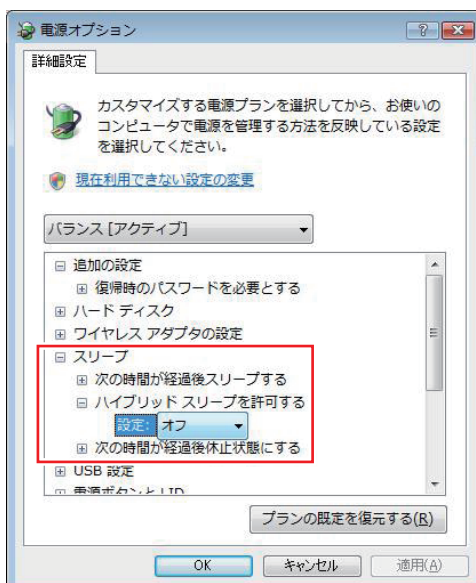 電源オプション
詳細設定
カスタマイズする電源プランを選択してから、お使いの
コンピュータで電源を管理する方法を反映している設定
を選択してください。
現在利用できない設定の変更
バランス [アクティブ]
追加の設定
復帰時のパスワードを必要とする
ハード ディスク
ワイヤレス アダプタの設定
スリープ
次の時間が経過後スリープする
ハイブリッド スリープを許可する
設定: オフ
次の時間が経過後休止状態にする
USB 設定
電源ボタンと LID
プランの既定を復元する(R)
OK キャンセル 適用(A)